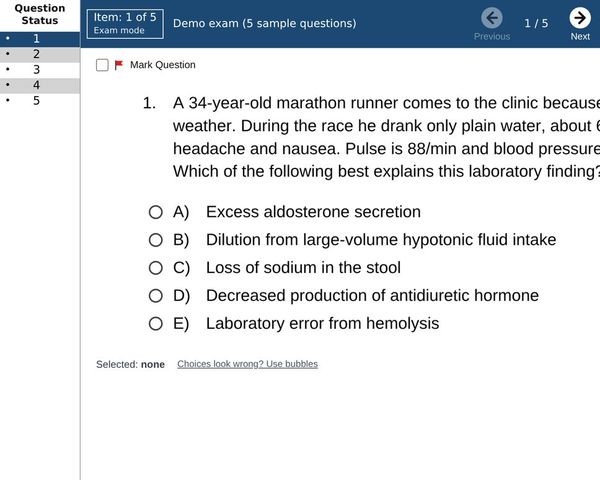 Question
Status
• 1
• 2
• 3
• 4
• 5
Item: 1 of 5
Exam mode
Demo exam (5 sample questions)
Previous
1 / 5
Next
Mark Question
1. A 34-year-old marathon runner comes to the clinic because
weather. During the race he drank only plain water, about
headache and nausea. Pulse is 88/min and blood pressure
Which of the following best explains this laboratory finding?
A) Excess aldosterone secretion
B) Dilution from large-volume hypotonic fluid intake
C) Loss of sodium in the stool
D) Decreased production of antidiuretic hormone
E) Laboratory error from hemolysis
Selected: none Choices look wrong? Use bubbles